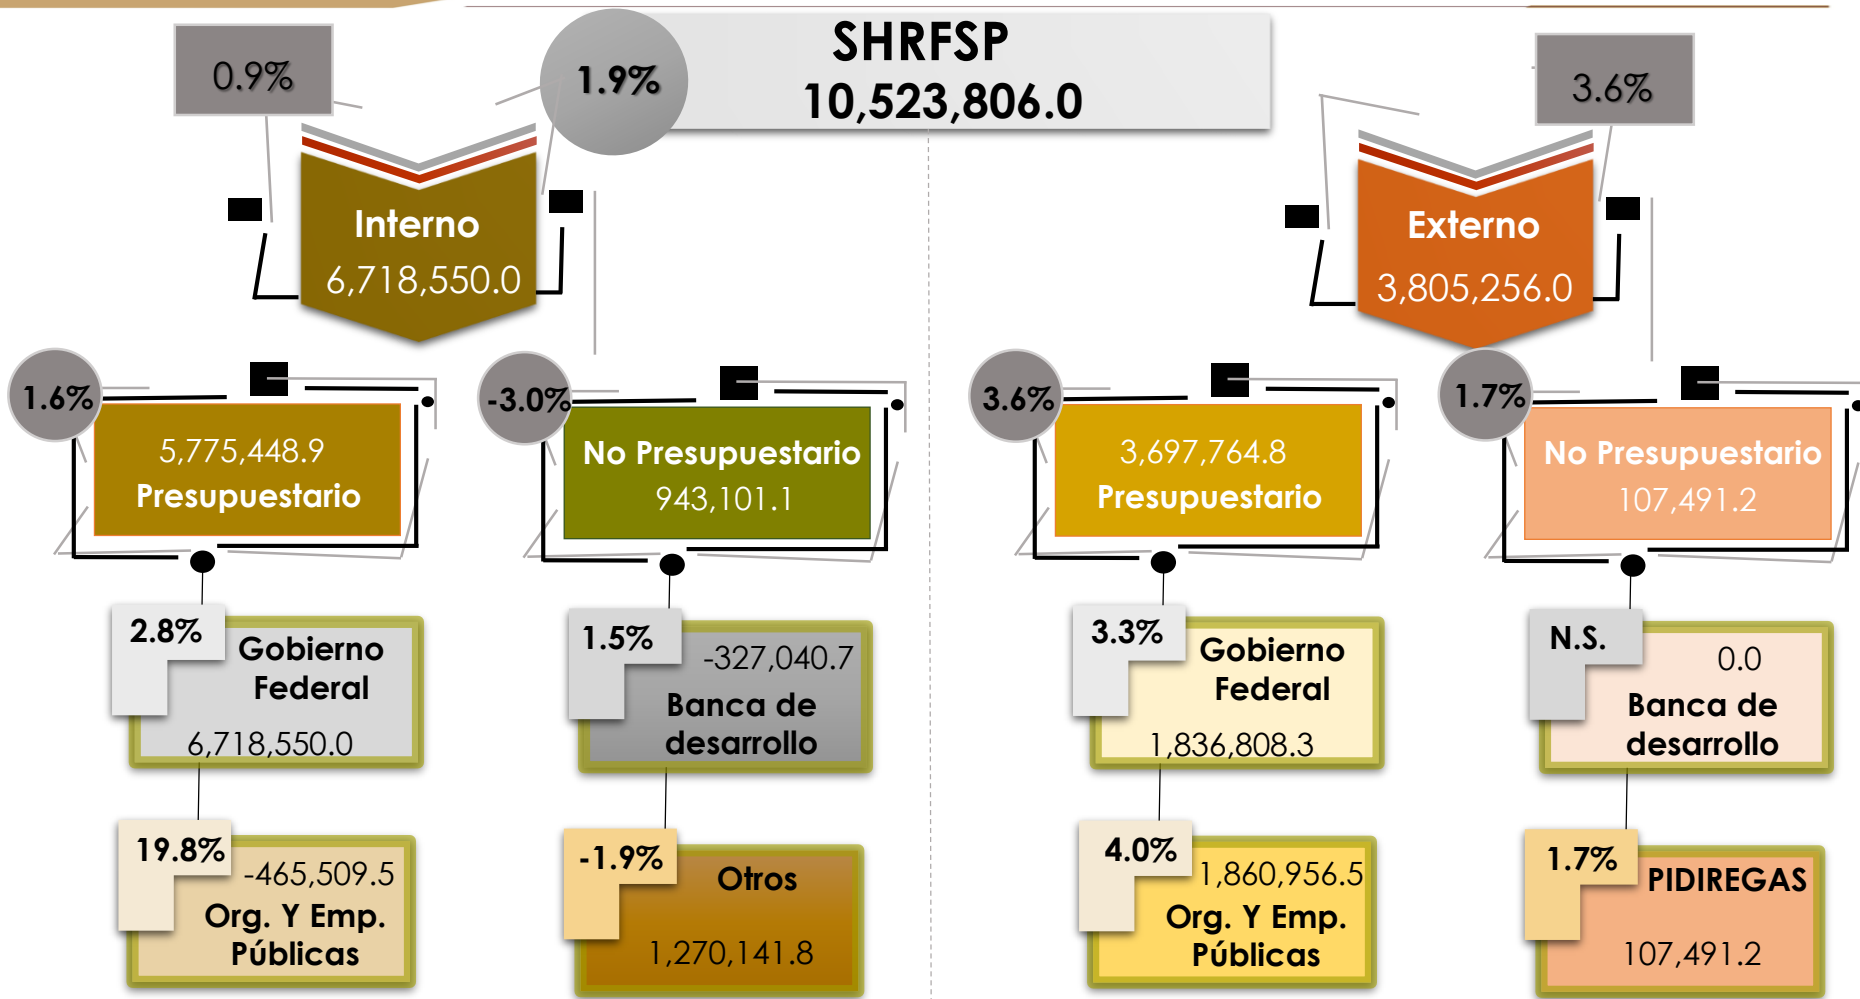 SHRFSP
10,523,806.0
1.9%
0.9%
Interno
6,718,550.0
3.6%
Externo
3,805,256.0
1.6%
5,775,448.9
Presupuestario
-3.0%
No Presupuestario
943,101.1
3.6%
3,697,764.8
Presupuestario
1.7%
No Presupuestario
107,491.2
2.8%
Gobierno
Federal
6,718,550.0
1.5%
-327,040.7
Banca de
desarrollo
3.3%
Gobierno
Federal
1,836,808.3
N.S.
0.0
Banca de
desarrollo
19.8%
-465,509.5
Org. Y Emp.
Públicas
-1.9%
Otros
1,270,141.8
4.0%
1,860,956.5
Org. Y Emp.
Públicas
1.7%
PIDIREGAS
107,491.2